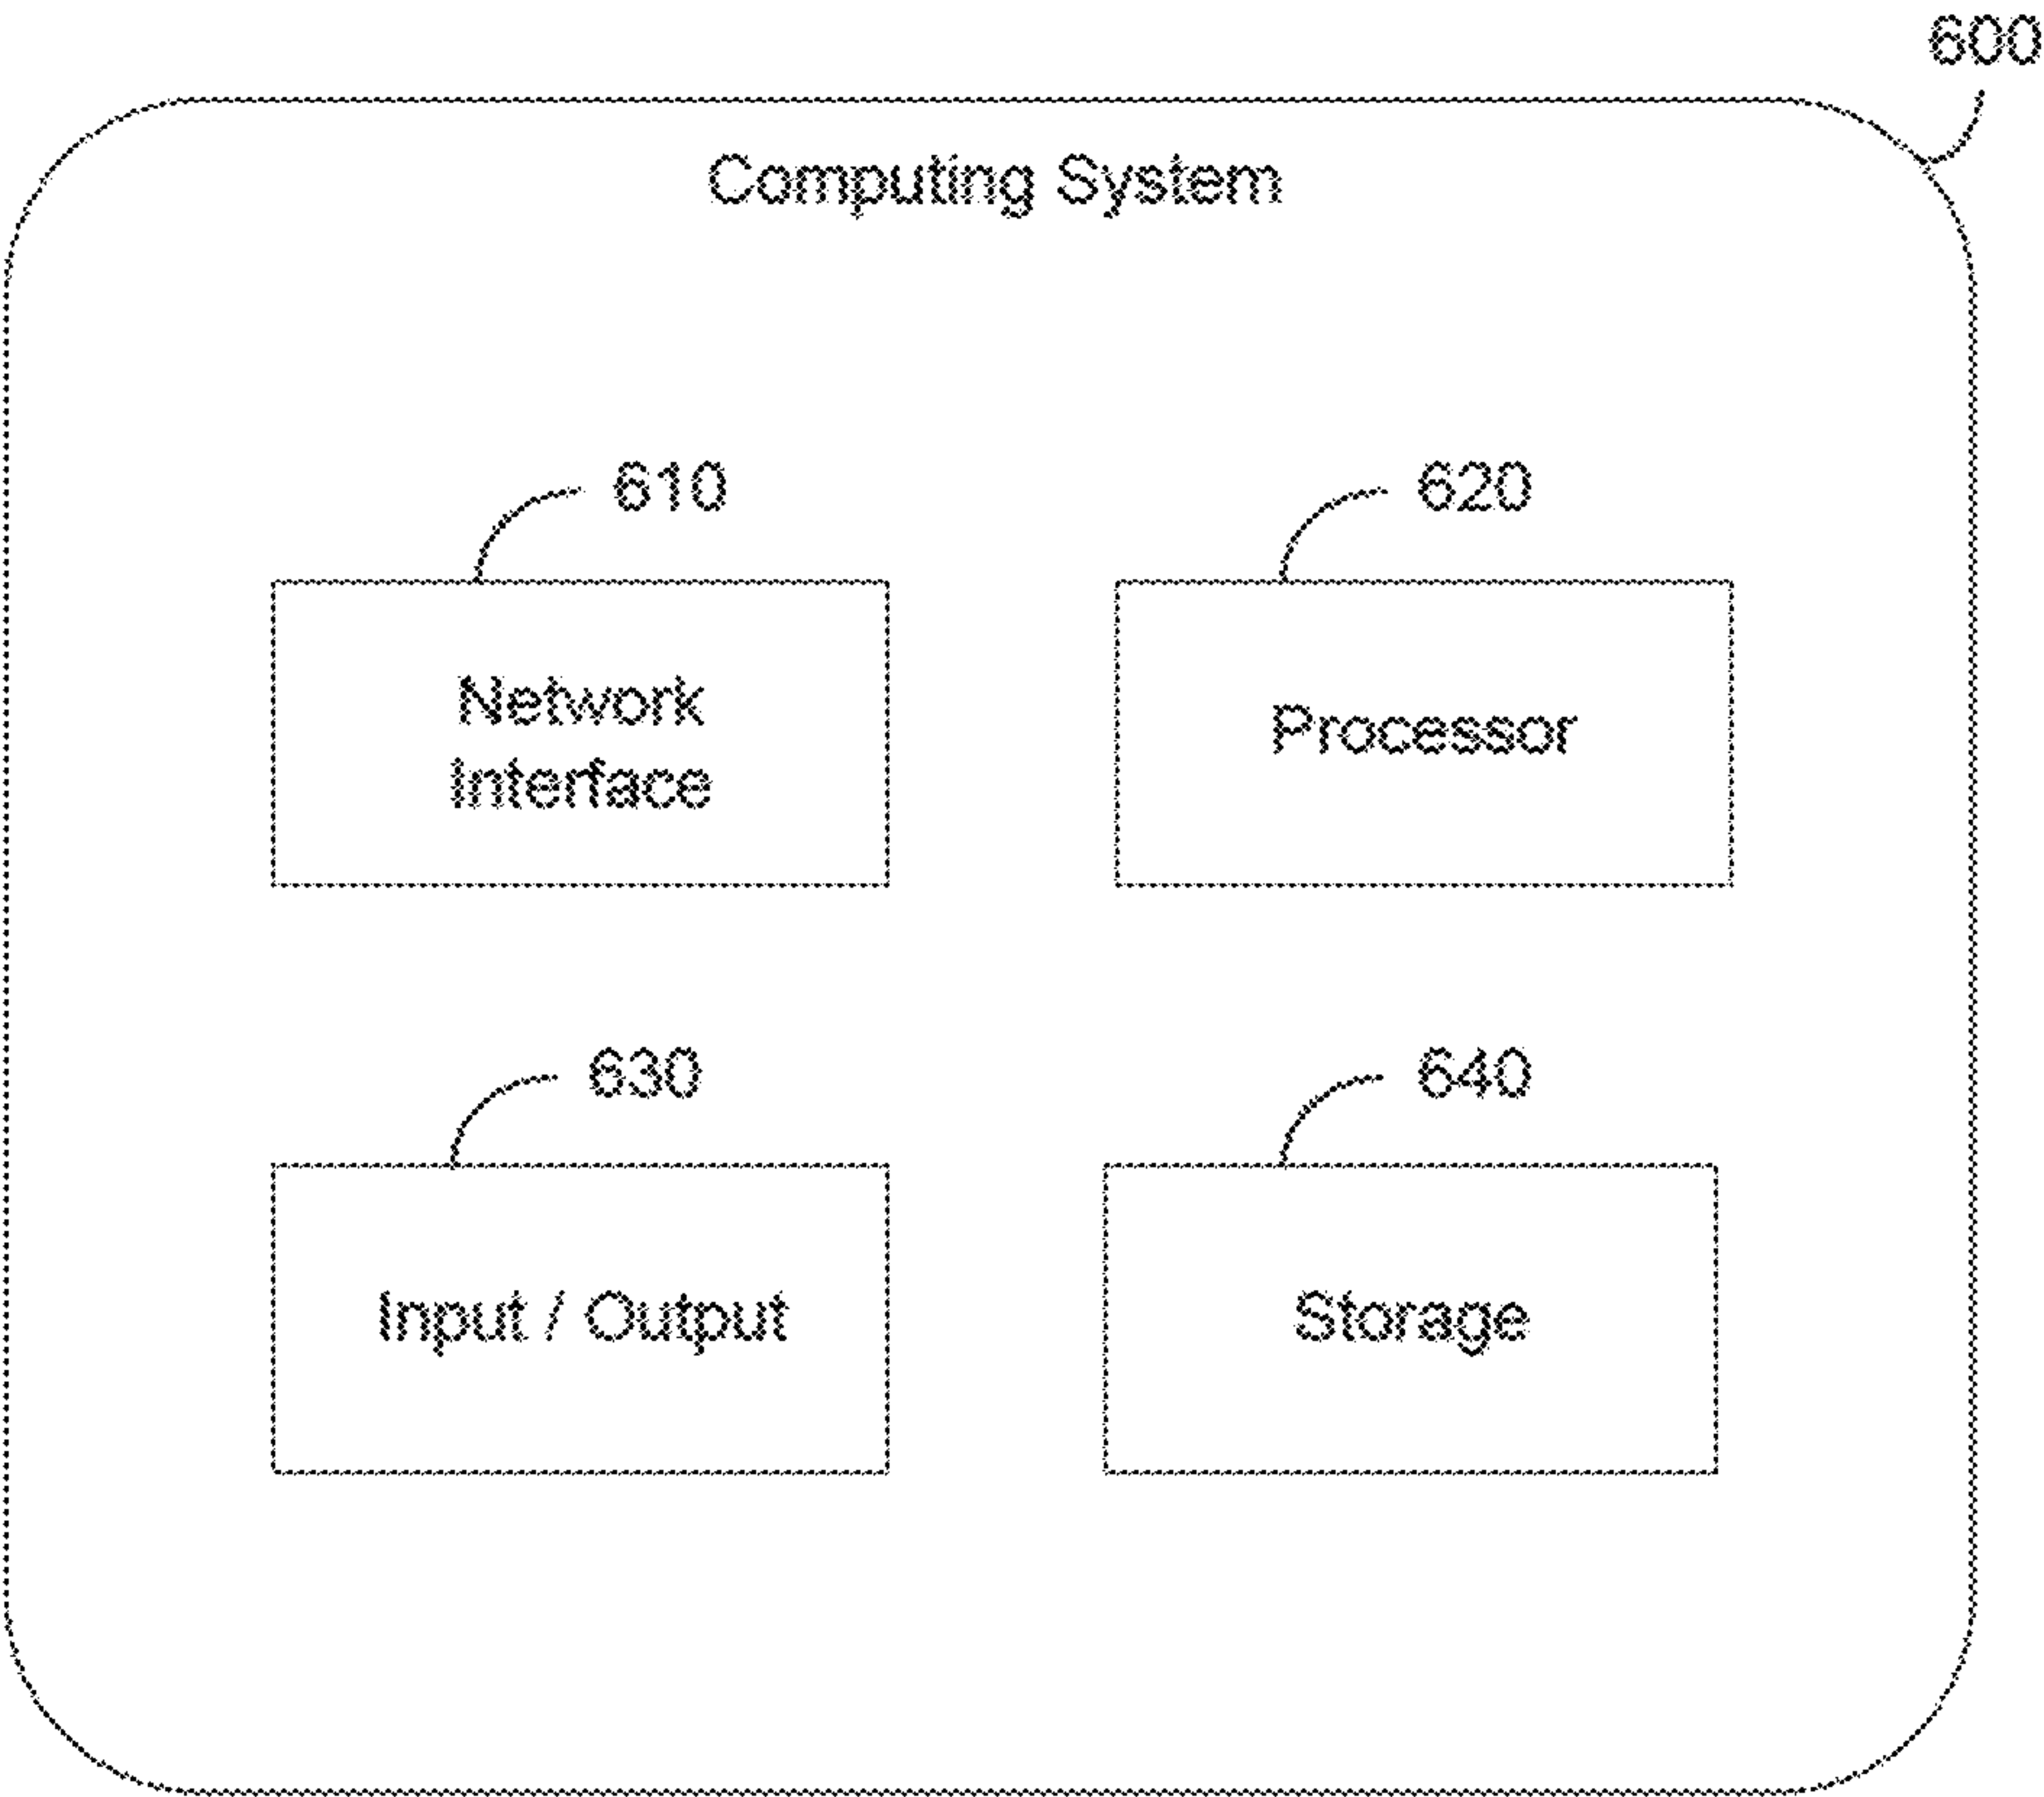 600
Computing System
610
620
Network
Interface
Processor
630
640
Input / Output
Storage